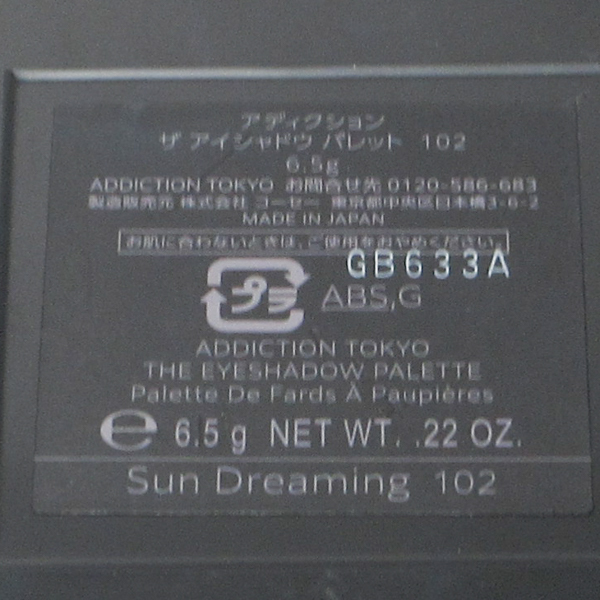 アディクション
ザ アイシャドウ パレット 102
6.5g
ADDICTION TOKYO お問合せ先 0120-586-683
製造販売元 株式会社 コーセー 東京都中央区日本橋3-6-2
MADE IN JAPAN
お肌に合わないときは、ご使用をおやめください。
GB633A
プラ ABS,G
ADDICTION TOKYO
THE EYESHADOW PALETTE
Palette De Fards À Paupières
℮ 6.5 g NET WT. .22 OZ.
Sun Dreaming 102